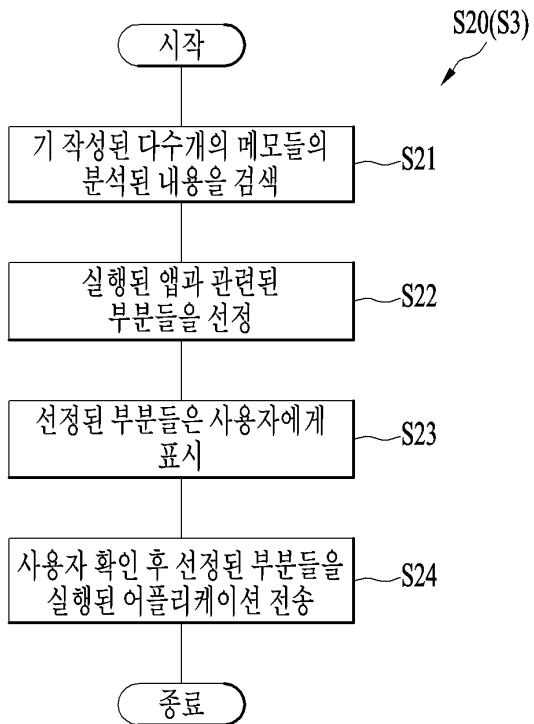 S20(S3)
시작
기 작성된 다수개의 메모들의
분석된 내용을 검색
S21
실행된 앱과 관련된
부분들을 선정
S22
선정된 부분들은 사용자에게
표시
S23
사용자 확인 후 선정된 부분들을
실행된 어플리케이션 전송
S24
종료